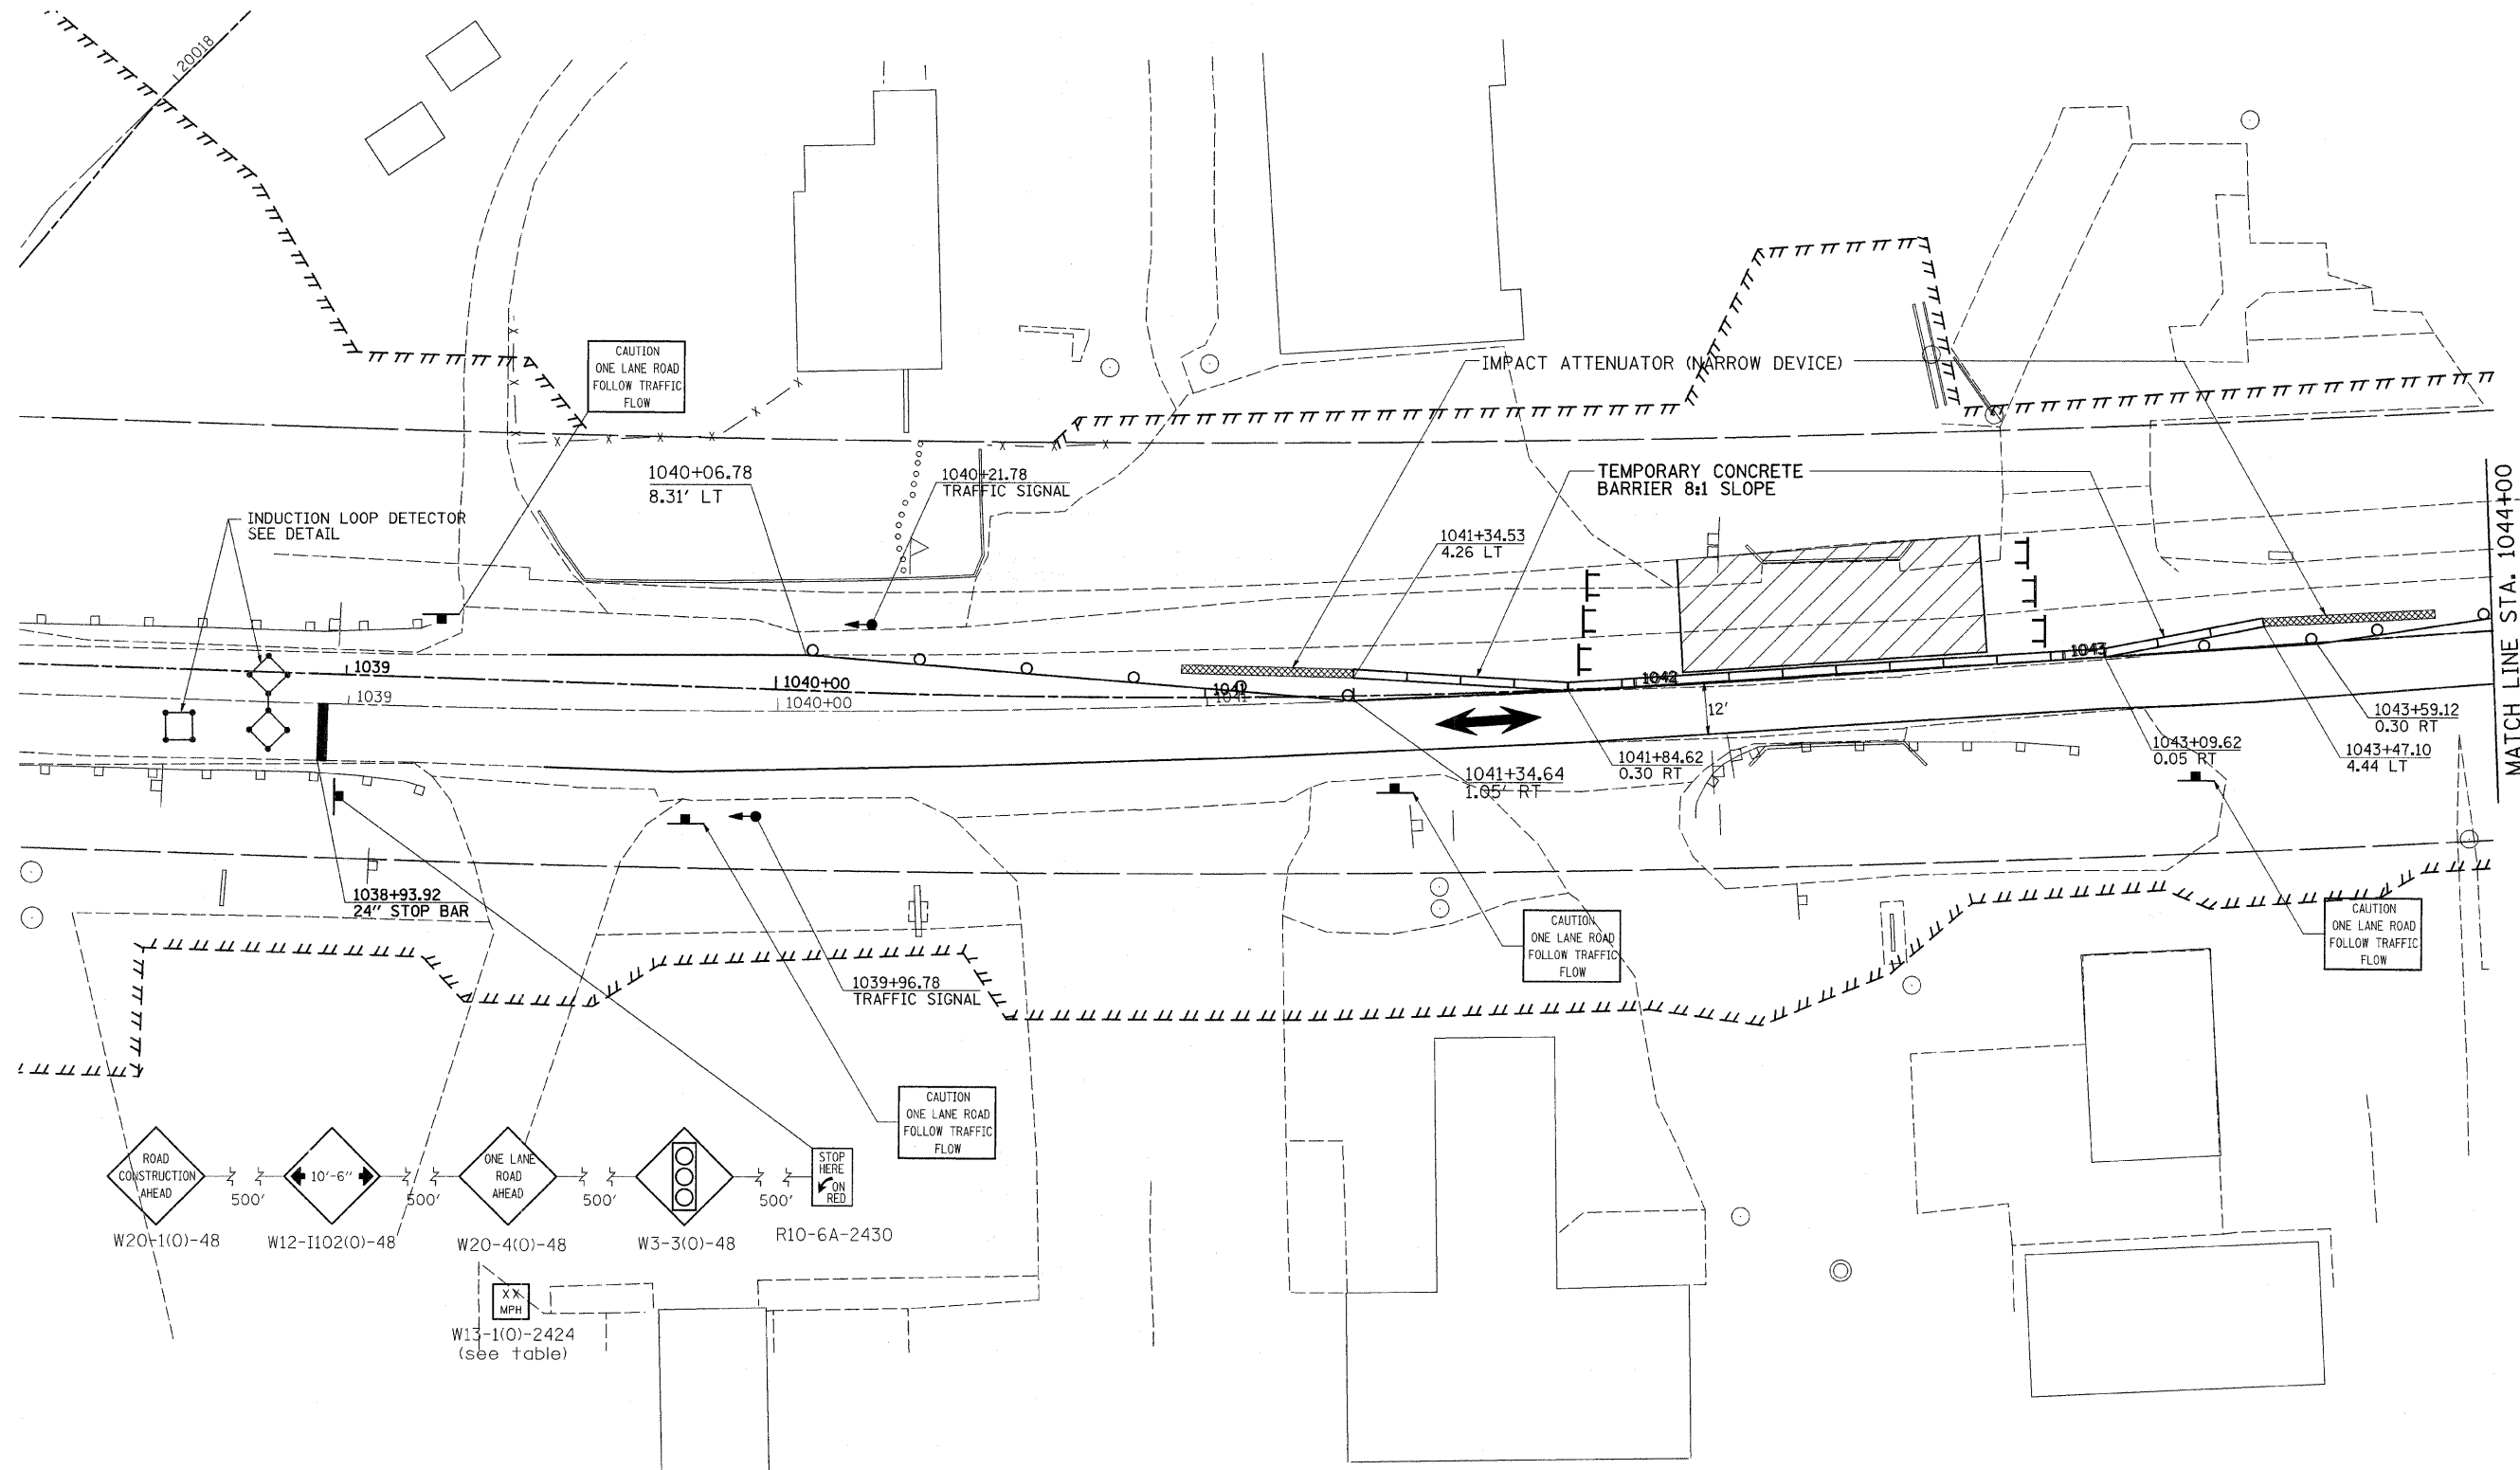 20018
CAUTION
ONE LANE ROAD
FOLLOW TRAFFIC
FLOW
IMPACT ATTENUATOR (NARROW DEVICE)
1040+06.78
8.31' LT
1040+21.78
TRAFFIC SIGNAL
TEMPORARY CONCRETE
BARRIER 8:1 SLOPE
INDUCTION LOOP DETECTOR
SEE DETAIL
1041+34.53
4.26 LT
MATCH LINE STA. 1044+00
1039
1040+00
1041
1042
1043
1039
1040+00
1041
12'
1043+59.12
0.30 RT
1043+09.62
0.05 RT
1043+47.10
4.44 LT
1041+84.62
0.30 RT
1041+34.64
1.05' RT
1038+93.92
24" STOP BAR
1039+96.78
TRAFFIC SIGNAL
CAUTION
ONE LANE ROAD
FOLLOW TRAFFIC
FLOW
CAUTION
ONE LANE ROAD
FOLLOW TRAFFIC
FLOW
CAUTION
ONE LANE ROAD
FOLLOW TRAFFIC
FLOW
ROAD
CONSTRUCTION
AHEAD
500'
10'-6"
500'
ONE LANE
ROAD
AHEAD
500'
500'
STOP
HERE
ON
RED
W20-1(O)-48
W12-I102(O)-48
W20-4(O)-48
W3-3(O)-48
R10-6A-2430
XX
MPH
W13-1(O)-2424
(see table)